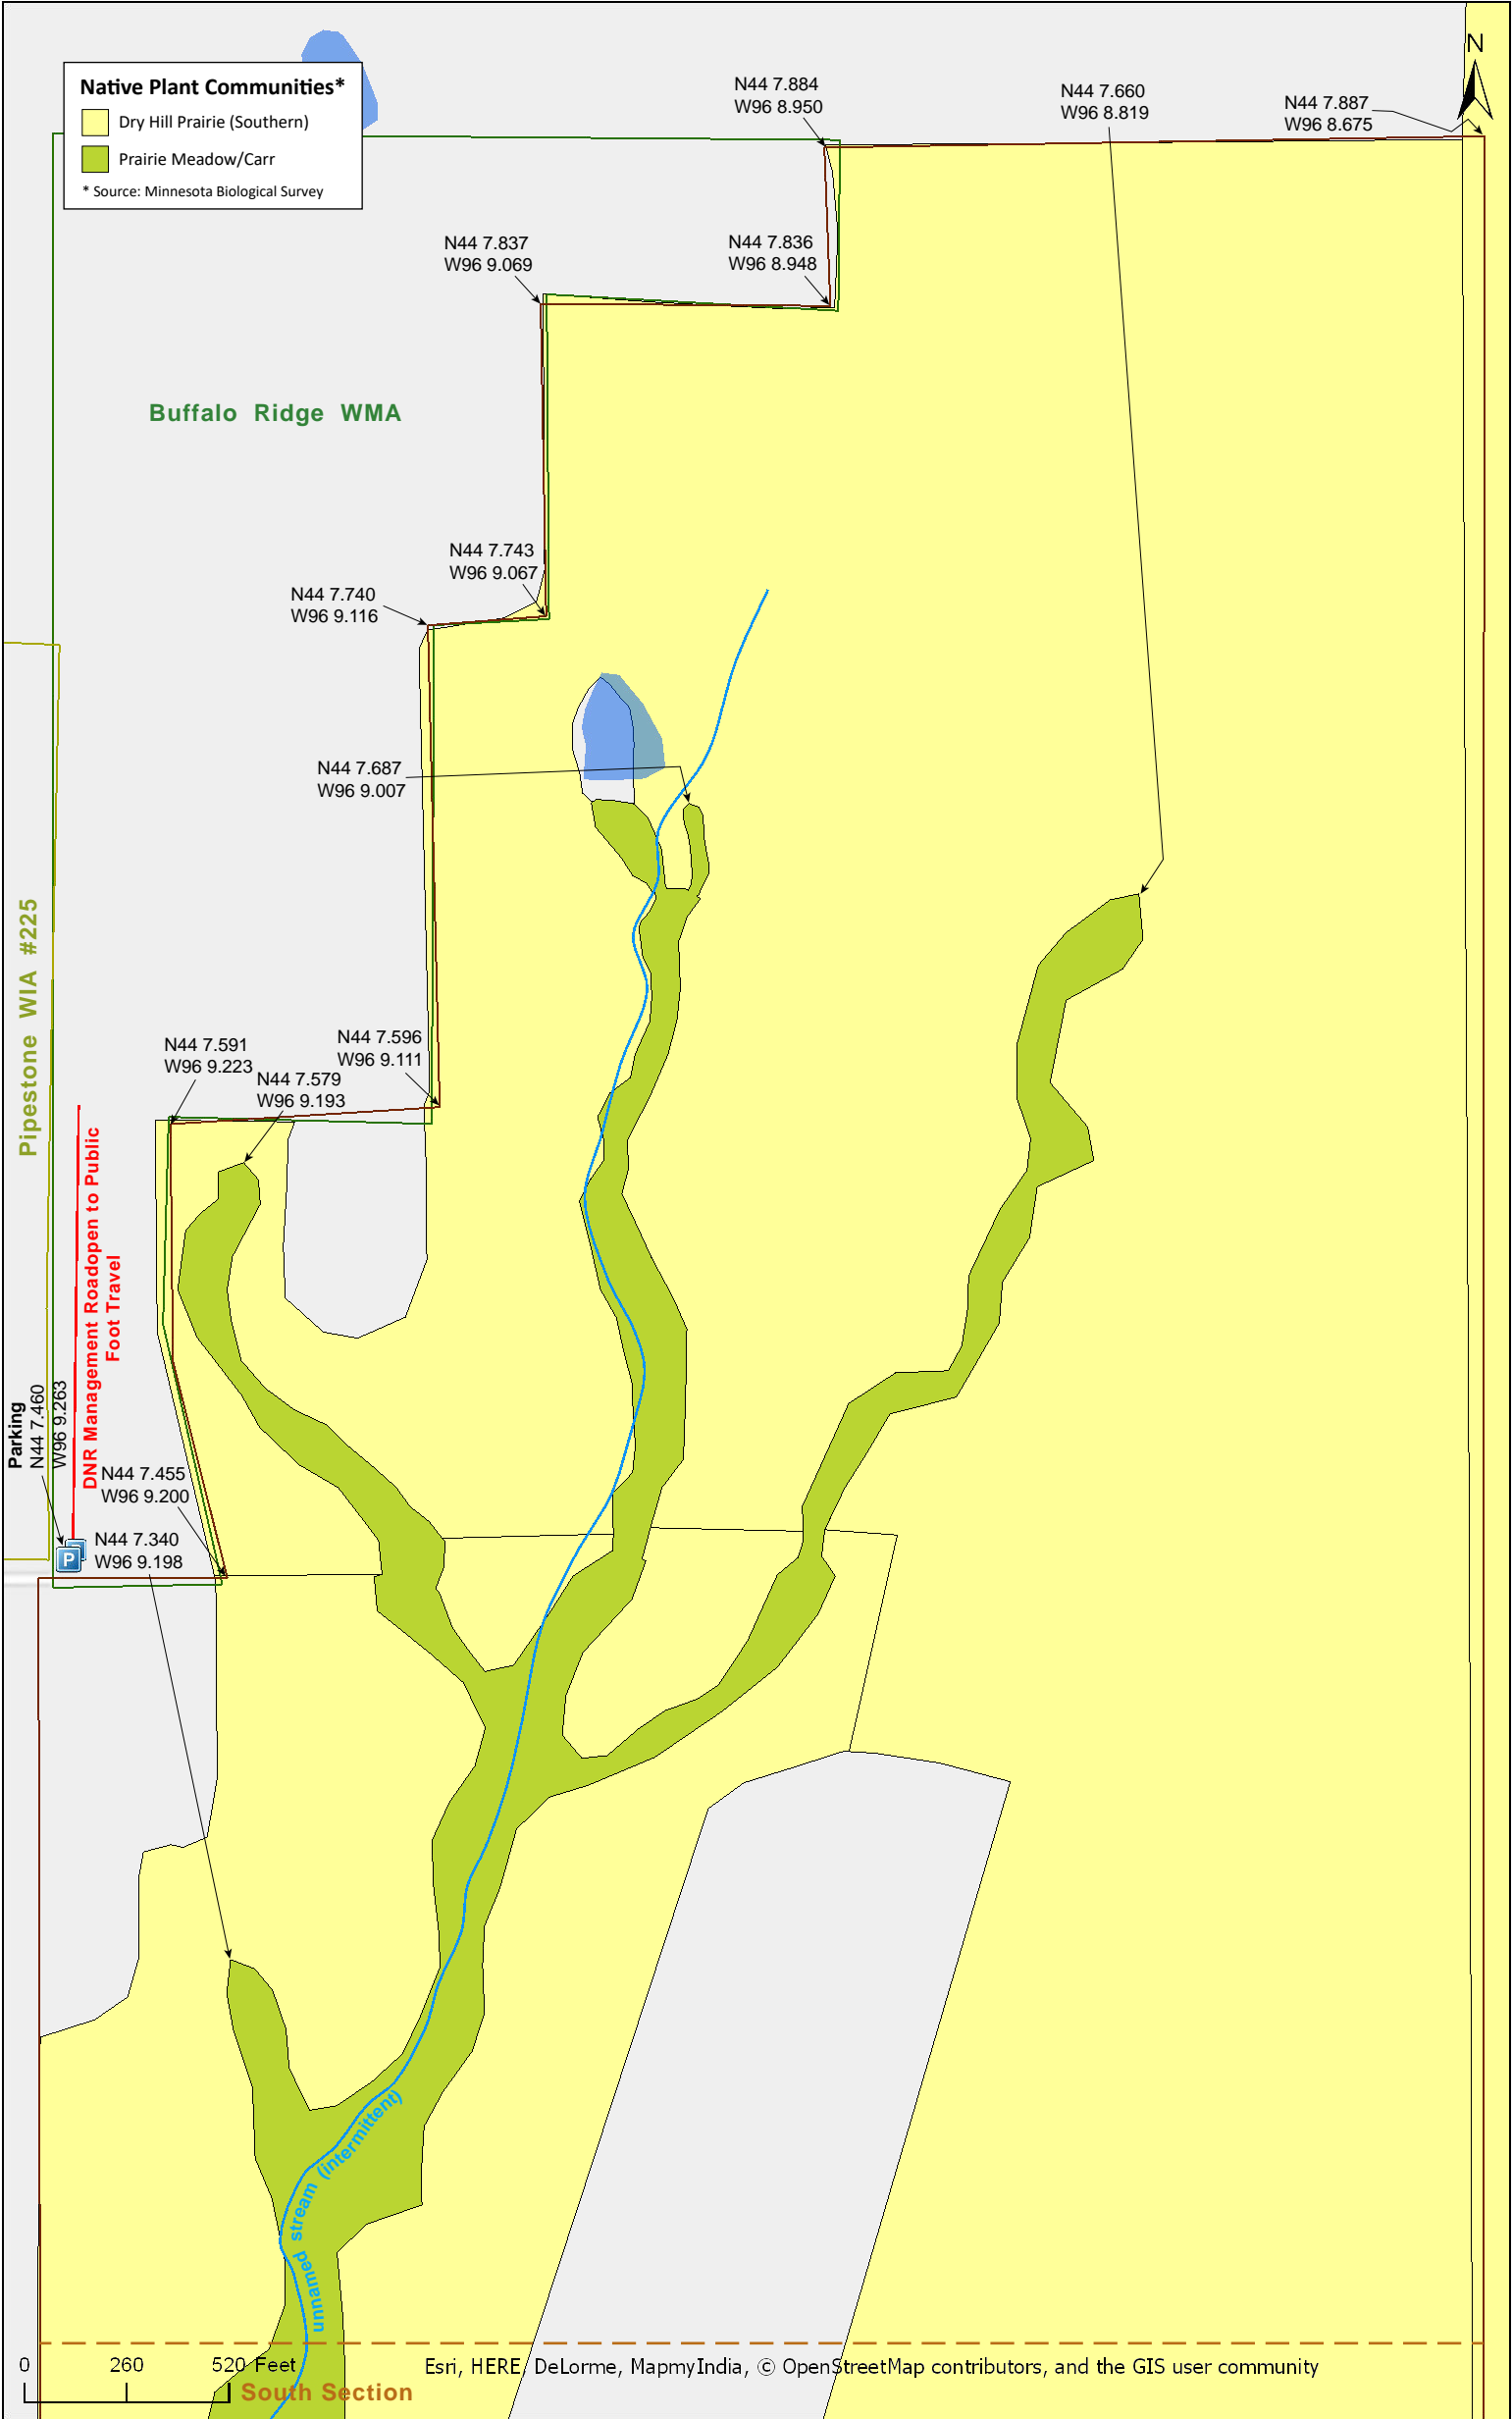 N
N44 7.884
W96 8.950
N44 7.660
W96 8.819
N44 7.887
W96 8.675
Native Plant Communities*
Dry Hill Prairie (Southern)
Prairie Meadow/Carr
* Source: Minnesota Biological Survey
N44 7.837
W96 9.069
N44 7.836
W96 8.948
Buffalo Ridge WMA
N44 7.743
W96 9.067
N44 7.740
W96 9.116
N44 7.687
W96 9.007
Pipestone WIA #225
N44 7.591
W96 9.223
N44 7.596
W96 9.111
N44 7.579
W96 9.193
DNR Management Roadopen to Public
Foot Travel
Parking
N44 7.460
W96 9.263
N44 7.455
W96 9.200
P
N44 7.340
W96 9.198
unnamed stream (intermittent)
0 260 520 Feet
Esri, HERE, DeLorme, MapmyIndia, © OpenStreetMap contributors, and the GIS user community
South Section